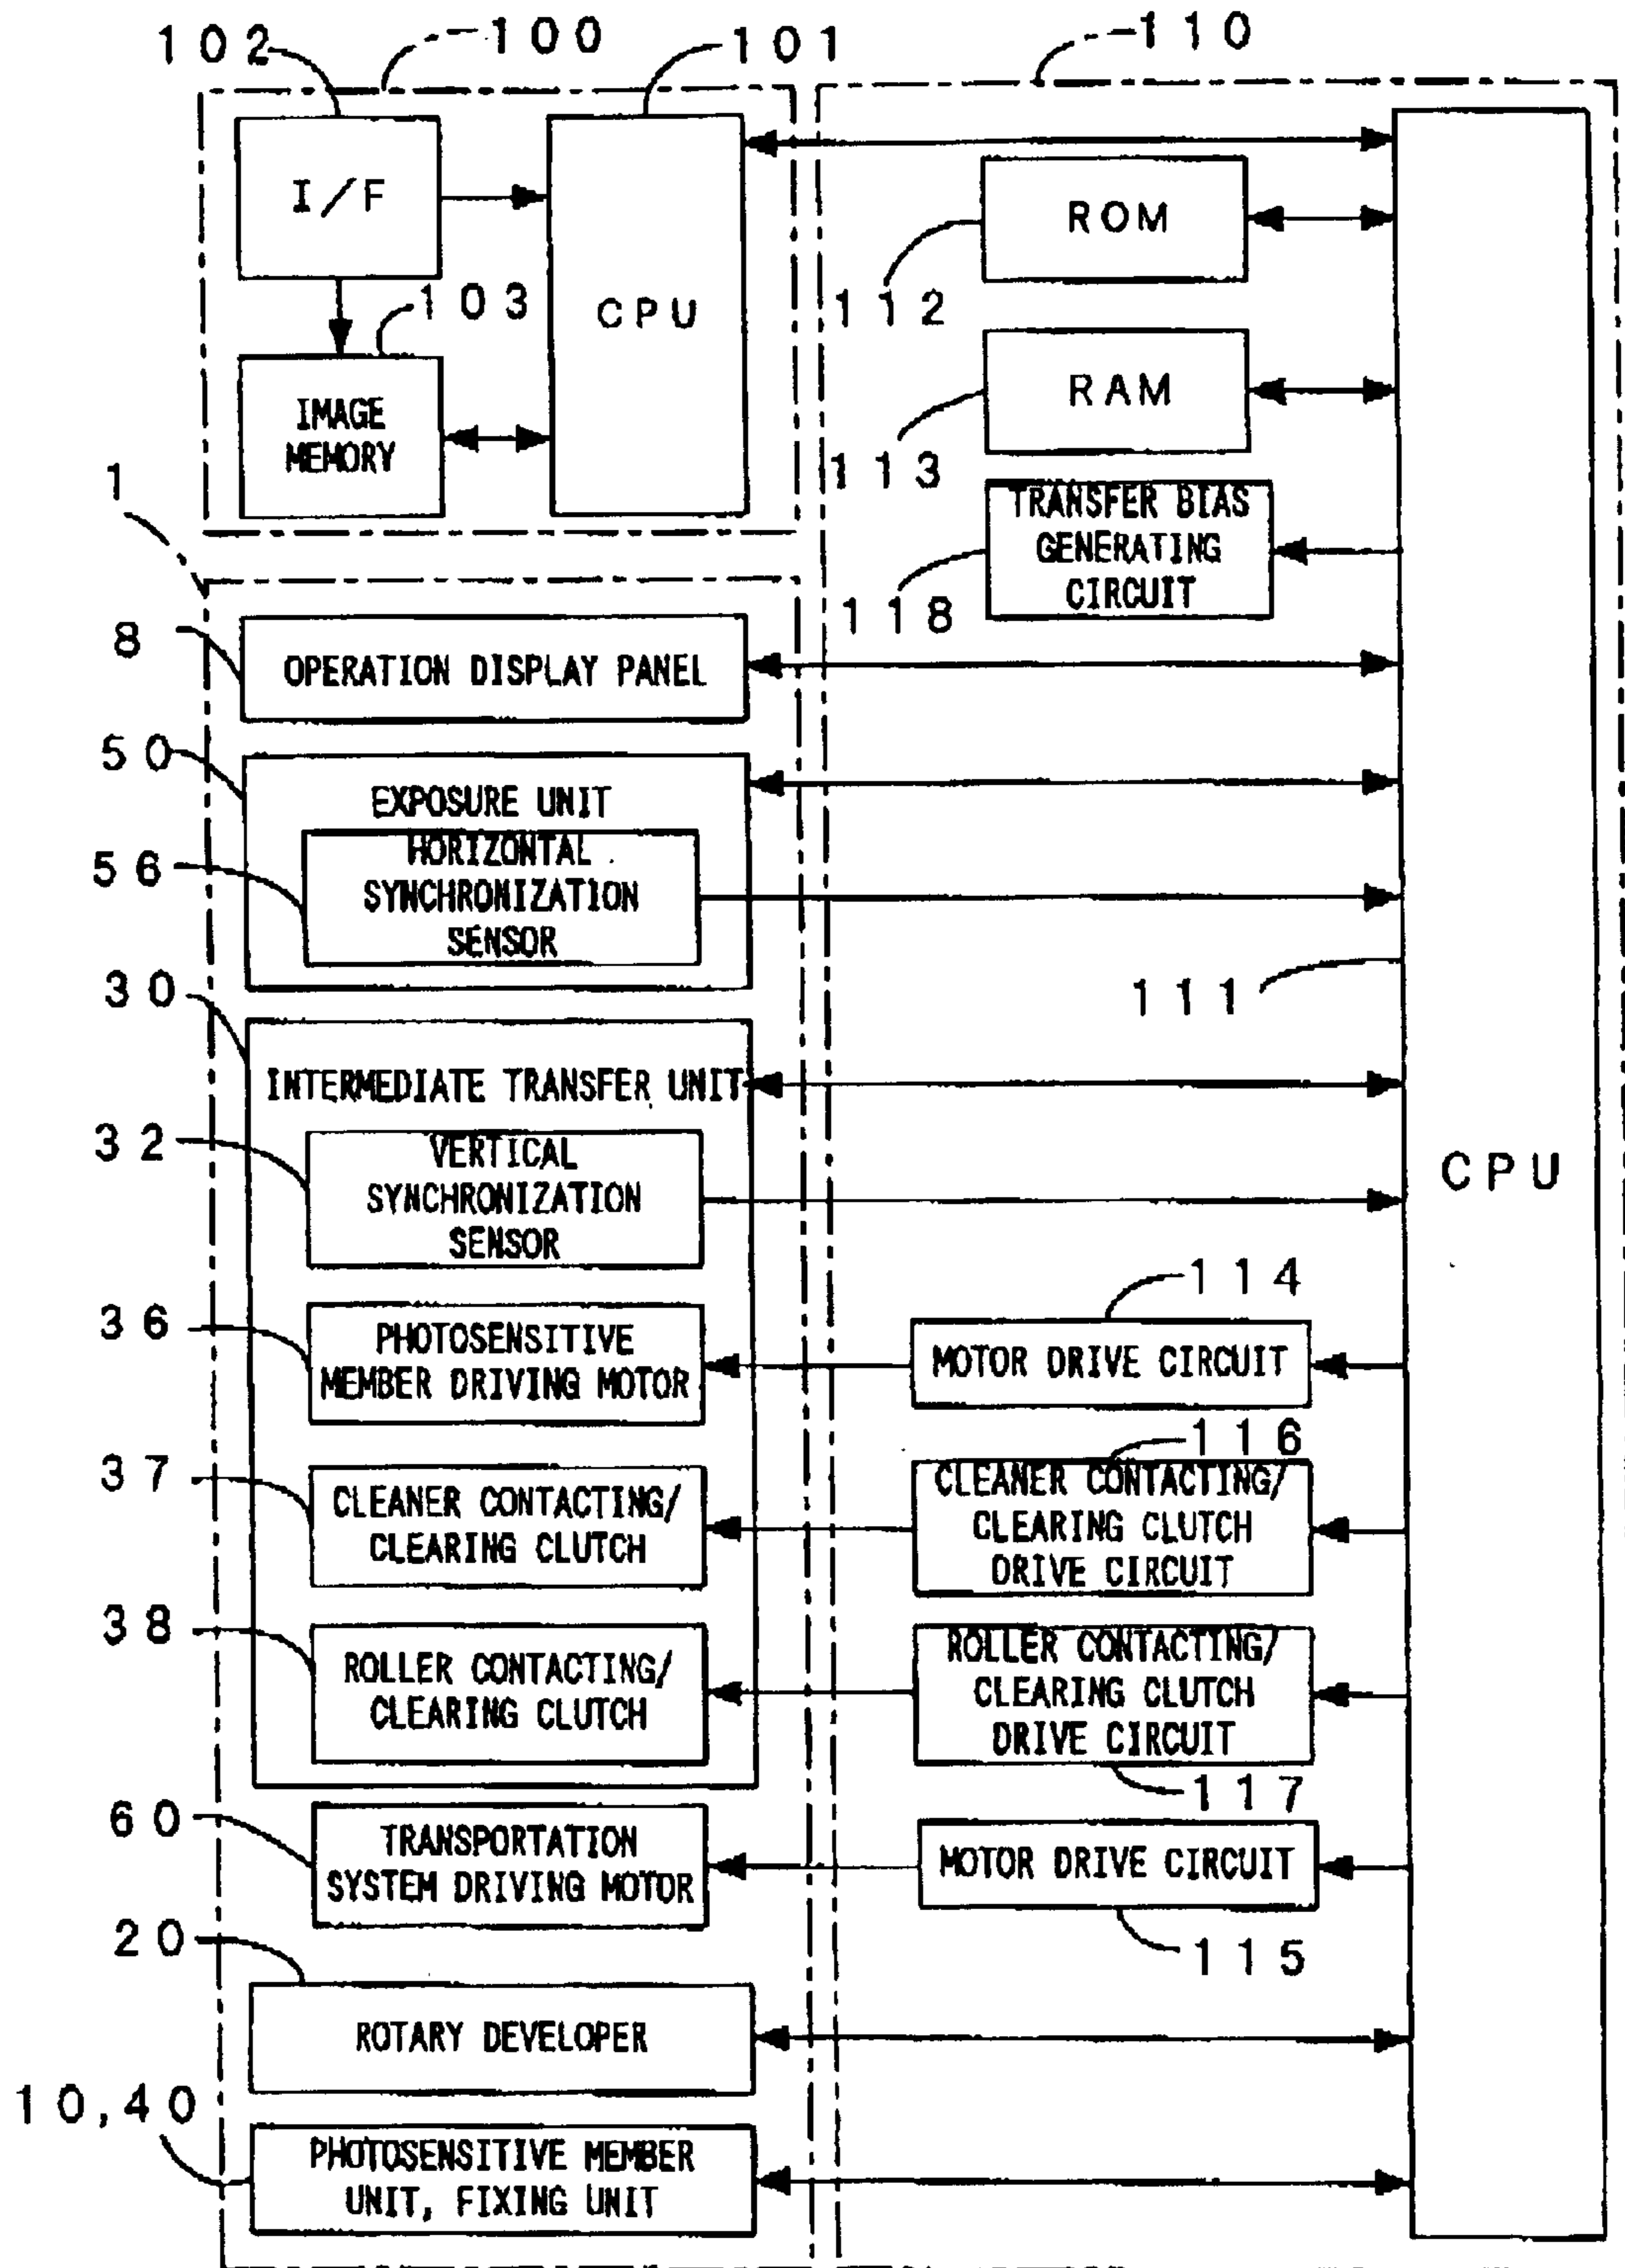 102
100
101
110
I/F
CPU
ROM
112
103
IMAGE
MEMORY
RAM
113
1
TRANSFER BIAS
GENERATING
CIRCUIT
118
8
OPERATION DISPLAY PANEL
50
EXPOSURE UNIT
56
HORIZONTAL
SYNCHRONIZATION
SENSOR
30
111
INTERMEDIATE TRANSFER UNIT
32
VERTICAL
SYNCHRONIZATION
SENSOR
CPU
114
36
PHOTOSENSITIVE
MEMBER DRIVING MOTOR
MOTOR DRIVE CIRCUIT
116
37
CLEANER CONTACTING/
CLEARING CLUTCH
CLEANER CONTACTING/
CLEARING CLUTCH
DRIVE CIRCUIT
38
ROLLER CONTACTING/
CLEARING CLUTCH
ROLLER CONTACTING/
CLEARING CLUTCH
DRIVE CIRCUIT
117
60
TRANSPORTATION
SYSTEM DRIVING MOTOR
MOTOR DRIVE CIRCUIT
115
20
ROTARY DEVELOPER
10,40
PHOTOSENSITIVE MEMBER
UNIT, FIXING UNIT